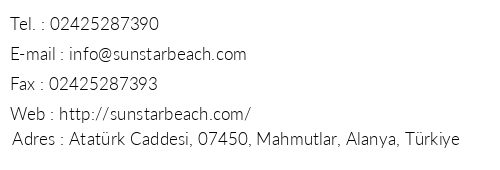 Tel. : 02425287390
E-mail : info@sunstarbeach.com
Fax : 02425287393
Web : http://sunstarbeach.com/
Adres : Atatürk Caddesi, 07450, Mahmutlar, Alanya, Türkiye